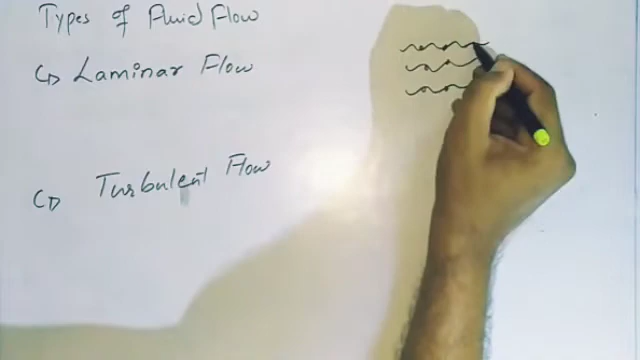 Types of Fluid Flow
↳ Laminar Flow
↳ Turbulent Flow